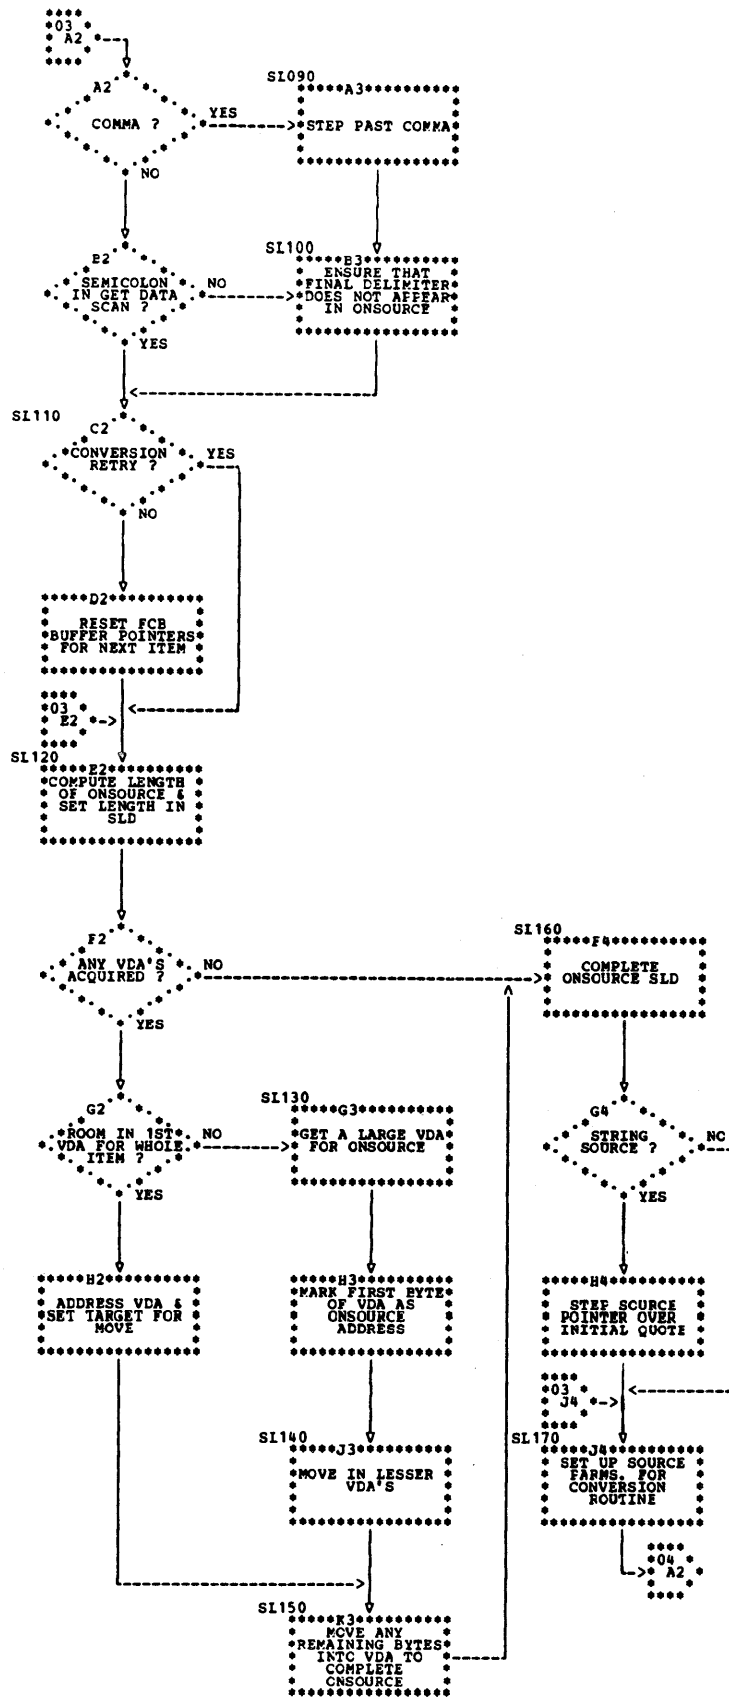 03
A2
A2
COMMA ?
YES
NO
SL090
A3
STEP PAST COMMA
B2
SEMICOLON
IN GET DATA
SCAN ?
NO
YES
SL100
B3
ENSURE THAT
FINAL DELIMITER
DOES NOT APPEAR
IN ONSOURCE
SL110
C2
CONVERSION
RETRY ?
YES
NO
D2
RESET FCB
BUFFER POINTERS
FOR NEXT ITEM
03
E2
SL120
E2
COMPUTE LENGTH
OF ONSOURCE &
SET LENGTH IN
SLD
F2
ANY VDA'S
ACQUIRED ?
NO
YES
SL160
F4
COMPLETE
ONSOURCE SLD
G2
ROOM IN 1ST
VDA FOR WHOLE
ITEM ?
NO
YES
SL130
G3
GET A LARGE VDA
FOR ONSOURCE
G4
STRING
SOURCE ?
NO
YES
H2
ADDRESS VDA &
SET TARGET FOR
MOVE
H3
MARK FIRST BYTE
OF VDA AS
ONSOURCE
ADDRESS
H4
STEP SOURCE
POINTER OVER
INITIAL QUOTE
03
J4
SL140
J3
MOVE IN LESSER
VDA'S
SL170
J4
SET UP SOURCE
PARMS. FOR
CONVERSION
ROUTINE
04
A2
SL150
K3
MOVE ANY
REMAINING BYTES
INTO VDA TO
COMPLETE
ONSOURCE